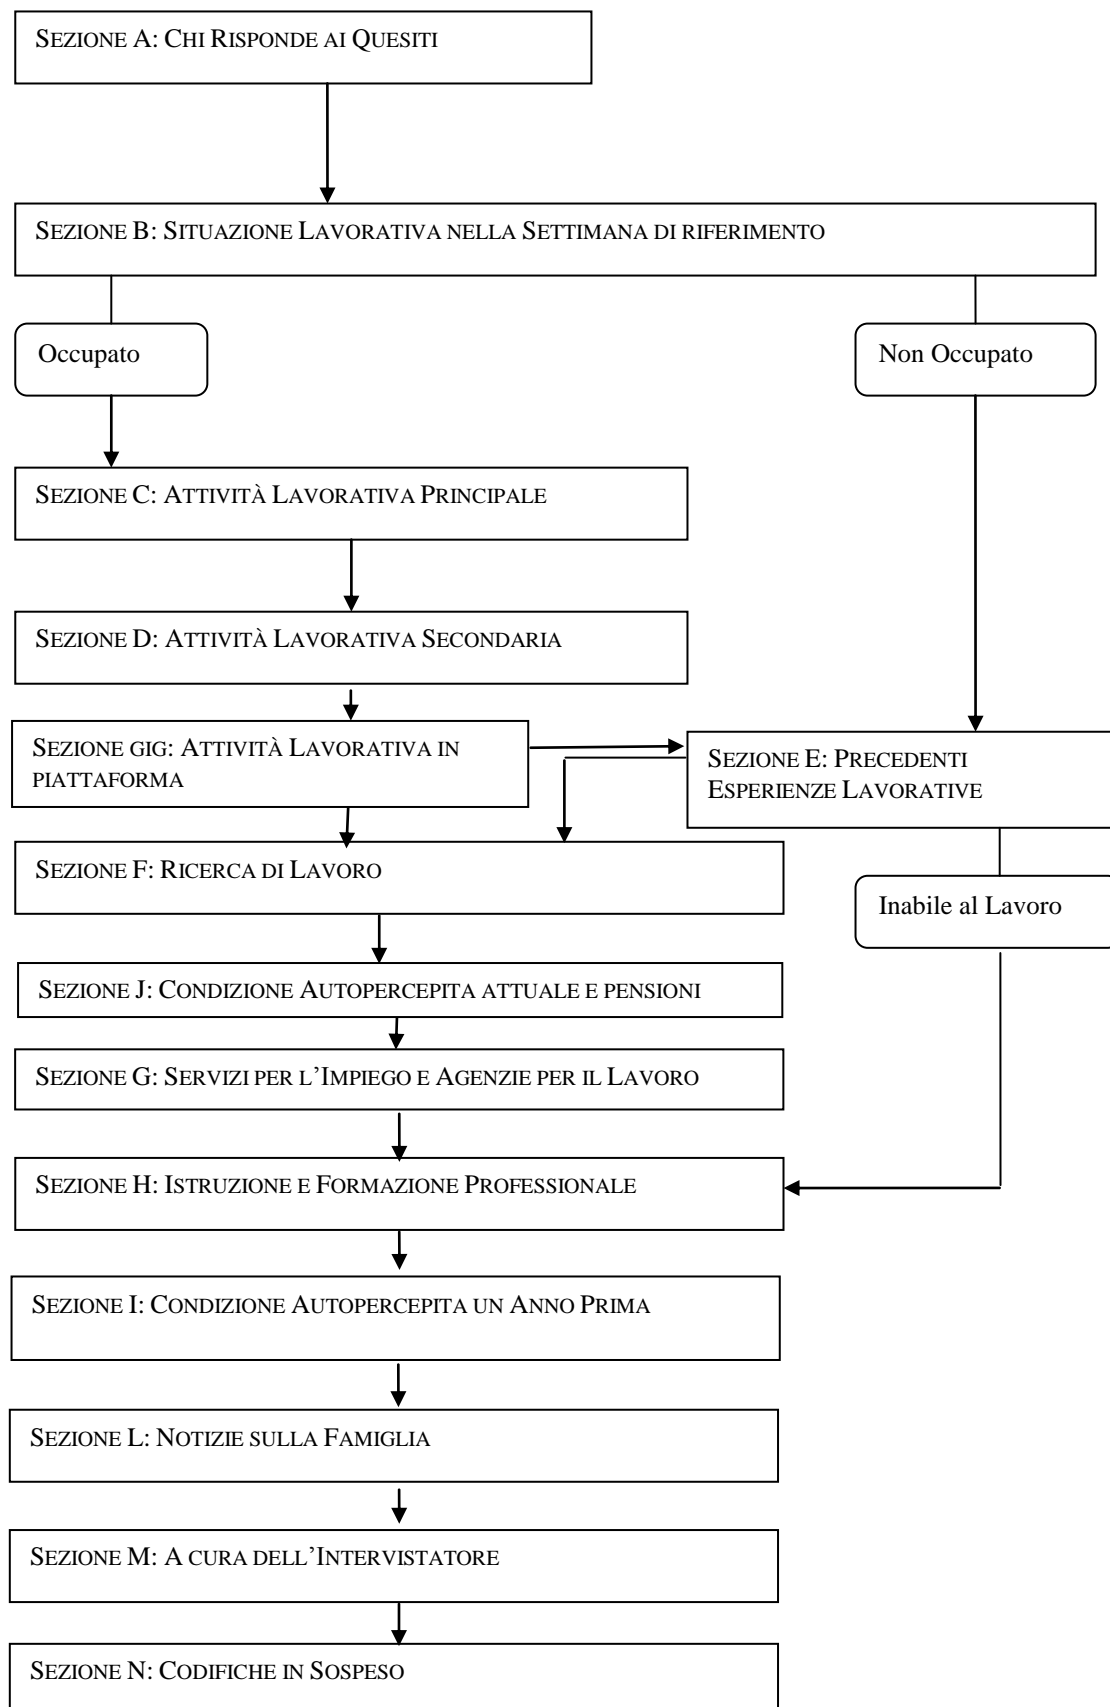 SEZIONE A: CHI RISPONDE AI QUESITI
SEZIONE B: SITUAZIONE LAVORATIVA NELLA SETTIMANA DI RIFERIMENTO
Occupato
Non Occupato
SEZIONE C: ATTIVITÀ LAVORATIVA PRINCIPALE
SEZIONE D: ATTIVITÀ LAVORATIVA SECONDARIA
SEZIONE GIG: ATTIVITÀ LAVORATIVA IN
PIATTAFORMA
SEZIONE E: PRECEDENTI
ESPERIENZE LAVORATIVE
SEZIONE F: RICERCA DI LAVORO
Inabile al Lavoro
SEZIONE J: CONDIZIONE AUTOPERCEPITA ATTUALE E PENSIONI
SEZIONE G: SERVIZI PER L'IMPIEGO E AGENZIE PER IL LAVORO
SEZIONE H: ISTRUZIONE E FORMAZIONE PROFESSIONALE
SEZIONE I: CONDIZIONE AUTOPERCEPITA UN ANNO PRIMA
SEZIONE L: NOTIZIE SULLA FAMIGLIA
SEZIONE M: A CURA DELL'INTERVISTATORE
SEZIONE N: CODIFICHE IN SOSPESO